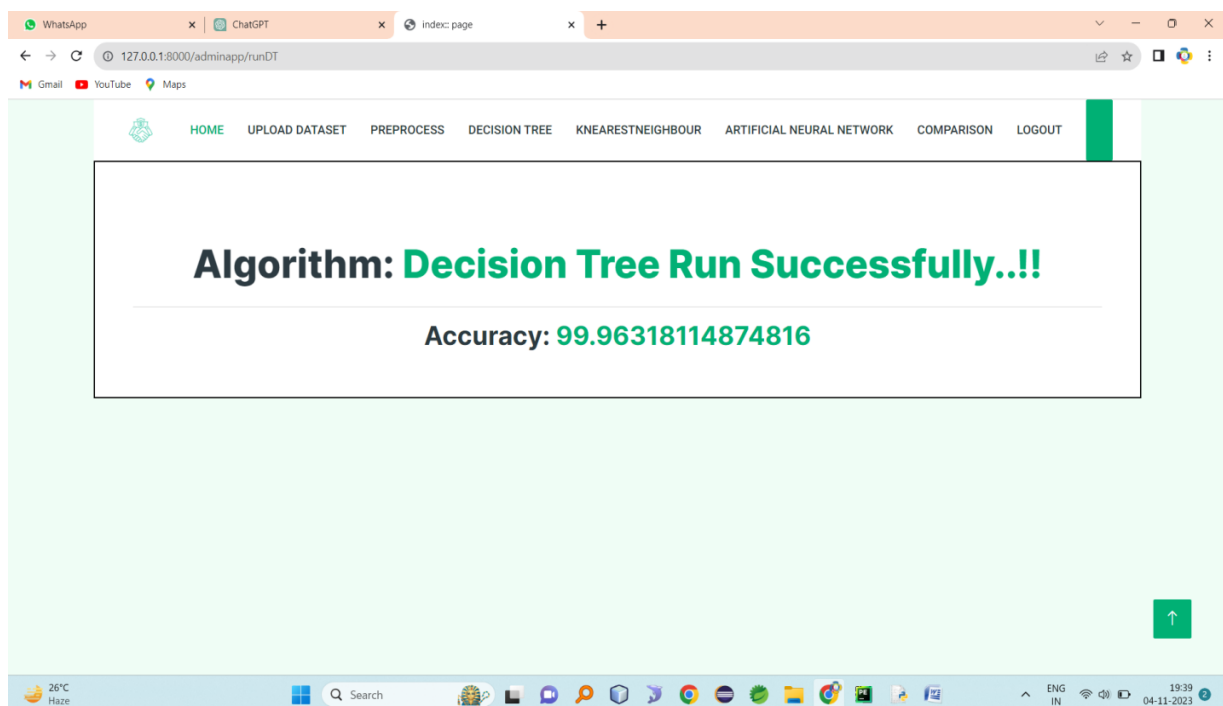 WhatsApp
ChatGPT
index:: page
127.0.0.1:8000/adminapp/runDT
Gmail YouTube Maps
HOME UPLOAD DATASET PREPROCESS DECISION TREE KNEARESTNEIGHBOUR ARTIFICIAL NEURAL NETWORK COMPARISON LOGOUT
Algorithm: Decision Tree Run Successfully..!!
Accuracy: 99.96318114874816
26°C
Haze
Search
ENG
IN
19:39
04-11-2023
2